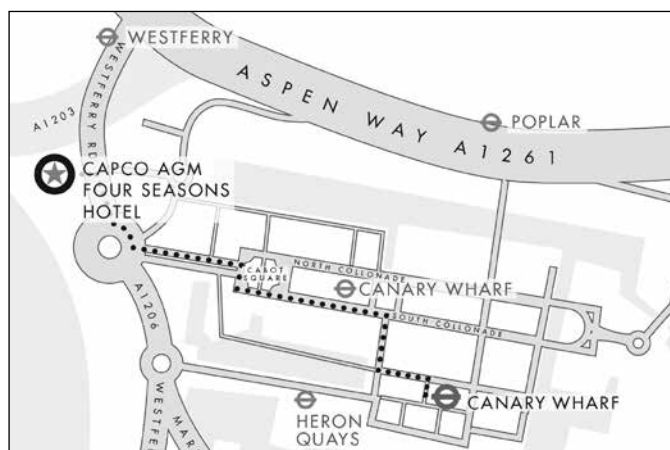 WESTFERRY
WESTFERRY RD
A1203
ASPEN WAY A1261
POPLAR
CAPCO AGM
FOUR SEASONS
HOTEL
NORTH COLLONADE
CABOT
SQUARE
CANARY WHARF
SOUTH COLLONADE
A1206
CANARY WHARF
HERON
QUAYS
WESTFE
MAR